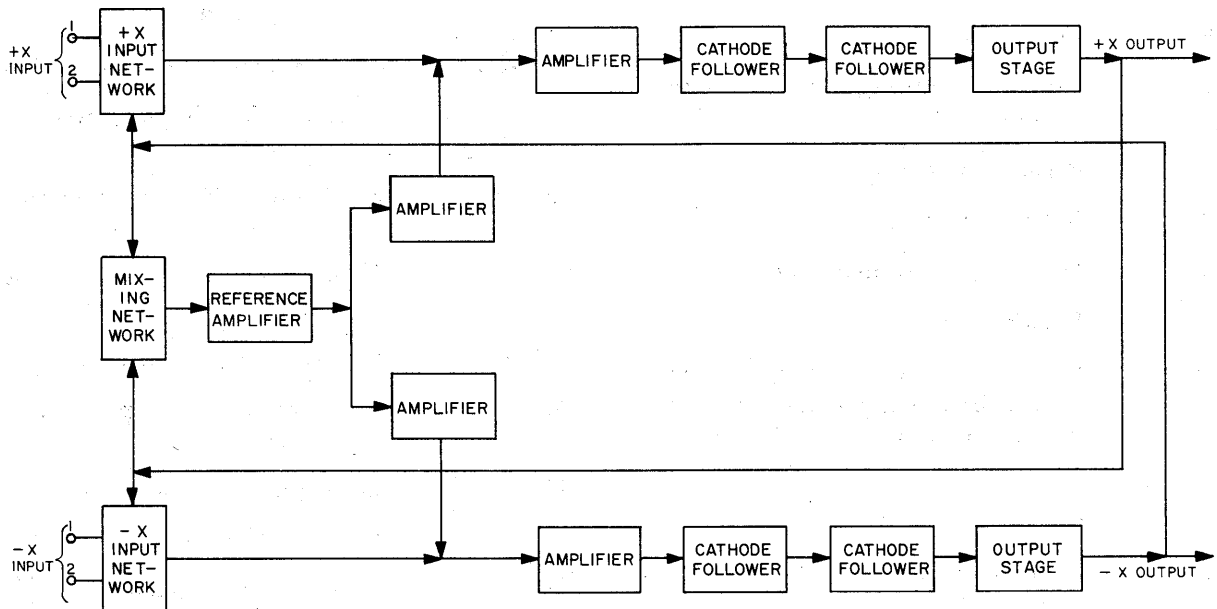 +X
INPUT
1
2
+X
INPUT
NET-
WORK
AMPLIFIER
CATHODE
FOLLOWER
CATHODE
FOLLOWER
OUTPUT
STAGE
+X OUTPUT
AMPLIFIER
MIX-
ING
NET-
WORK
REFERENCE
AMPLIFIER
AMPLIFIER
-X
INPUT
1
2
-X
INPUT
NET-
WORK
AMPLIFIER
CATHODE
FOLLOWER
CATHODE
FOLLOWER
OUTPUT
STAGE
-X OUTPUT